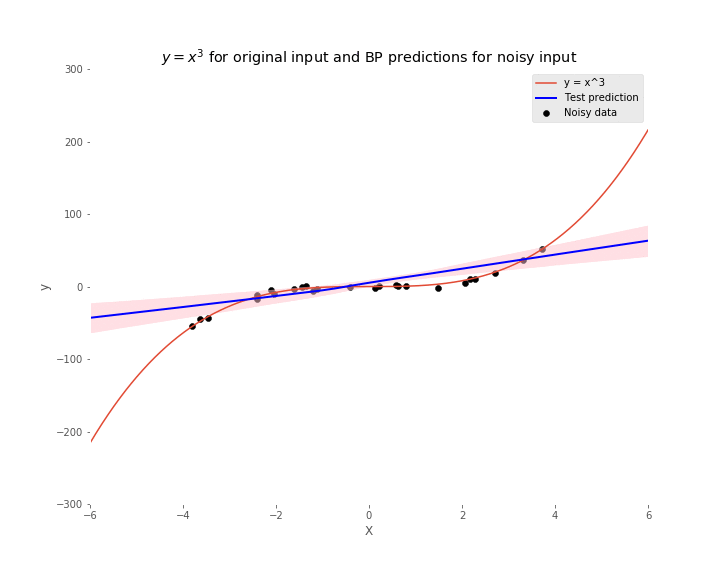 y = x³ for original input and BP predictions for noisy input
y = x^3
Test prediction
Noisy data
300
200
100
0
−100
−200
−300
y
−6
−4
−2
0
2
4
6
X